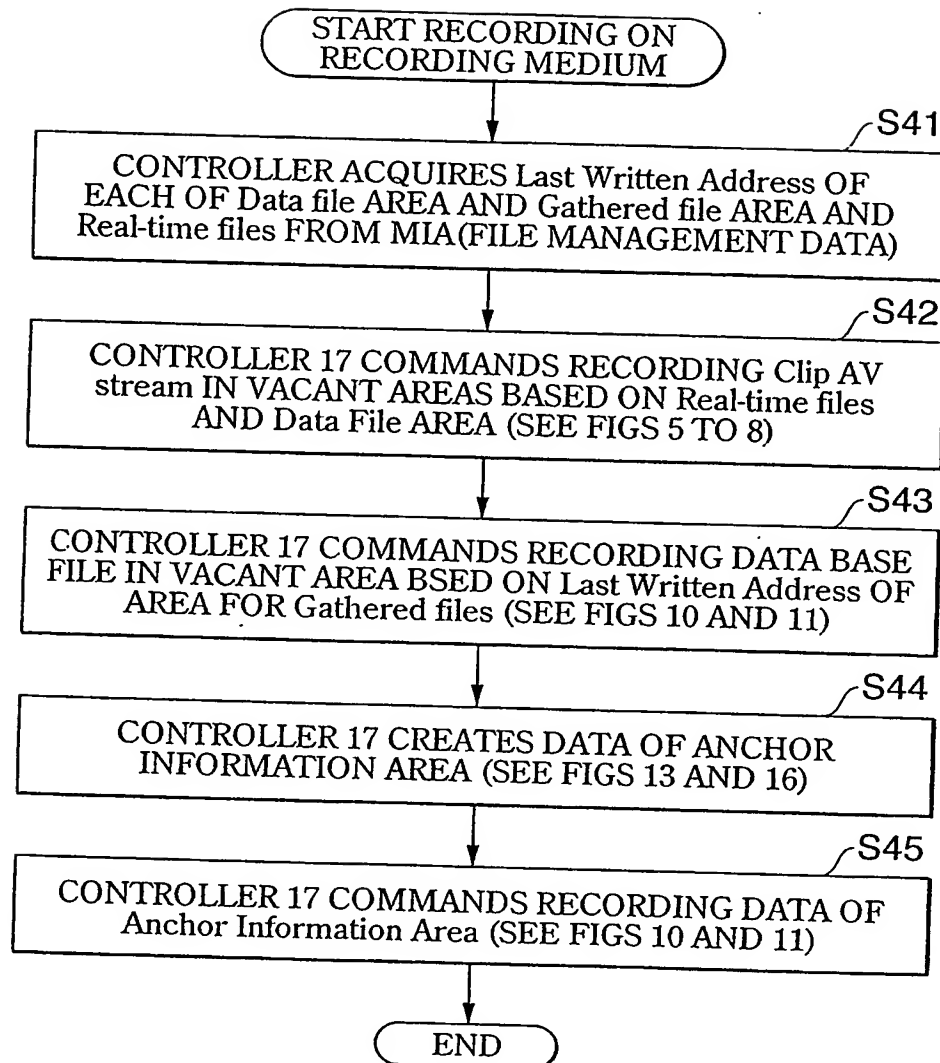 START RECORDING ON
RECORDING MEDIUM
S41
CONTROLLER ACQUIRES Last Written Address OF
EACH OF Data file AREA AND Gathered file AREA AND
Real-time files FROM MIA(FILE MANAGEMENT DATA)
S42
CONTROLLER 17 COMMANDS RECORDING Clip AV
stream IN VACANT AREAS BASED ON Real-time files
AND Data File AREA (SEE FIGS 5 TO 8)
S43
CONTROLLER 17 COMMANDS RECORDING DATA BASE
FILE IN VACANT AREA BSED ON Last Written Address OF
AREA FOR Gathered files (SEE FIGS 10 AND 11)
S44
CONTROLLER 17 CREATES DATA OF ANCHOR
INFORMATION AREA (SEE FIGS 13 AND 16)
S45
CONTROLLER 17 COMMANDS RECORDING DATA OF
Anchor Information Area (SEE FIGS 10 AND 11)
END